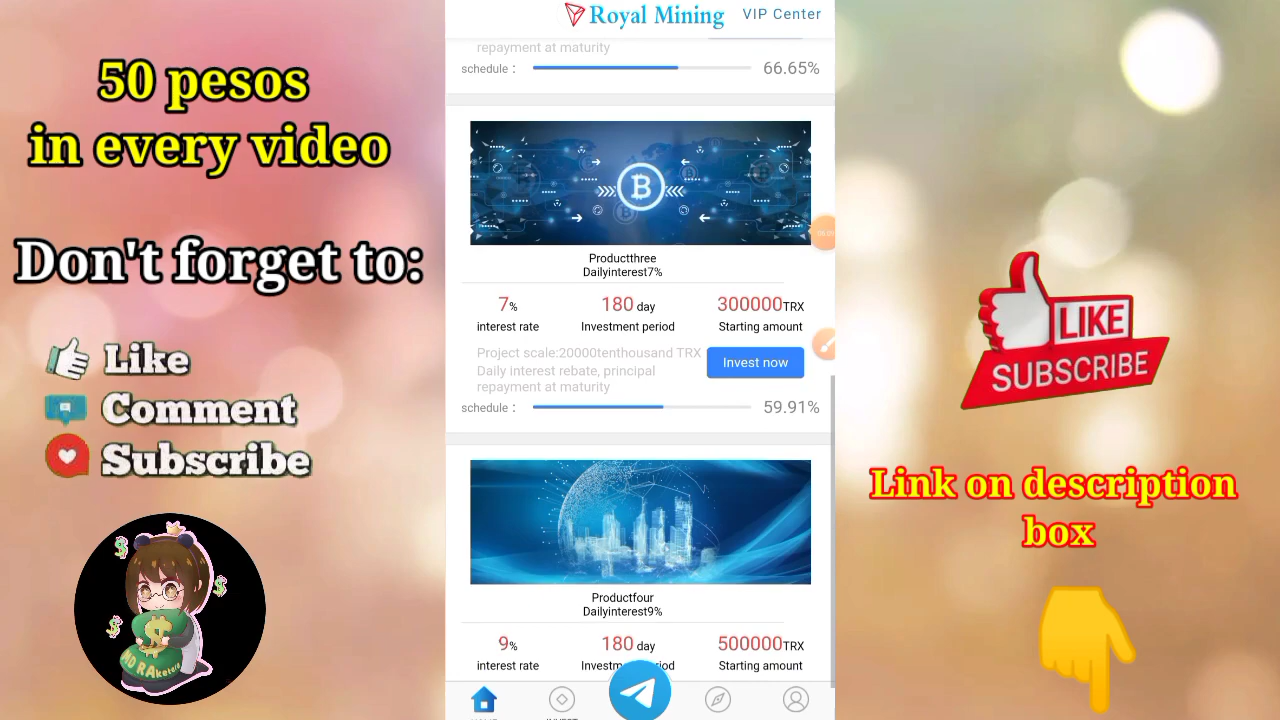 50 pesos
in every video
Don't forget to:
Like
Comment
Subscribe
MD RAketera
Royal Mining
VIP Center
repayment at maturity
schedule :
66.65%
Productthree
Dailyinterest7%
7%
180 day
300000TRX
interest rate
Investment period
Starting amount
Project scale:20000tenthousand TRX
Daily interest rebate, principal
repayment at maturity
Invest now
schedule :
59.91%
Productfour
Dailyinterest9%
9%
180 day
500000TRX
interest rate
Starting amount
LIKE
SUBSCRIBE
Link on description
box